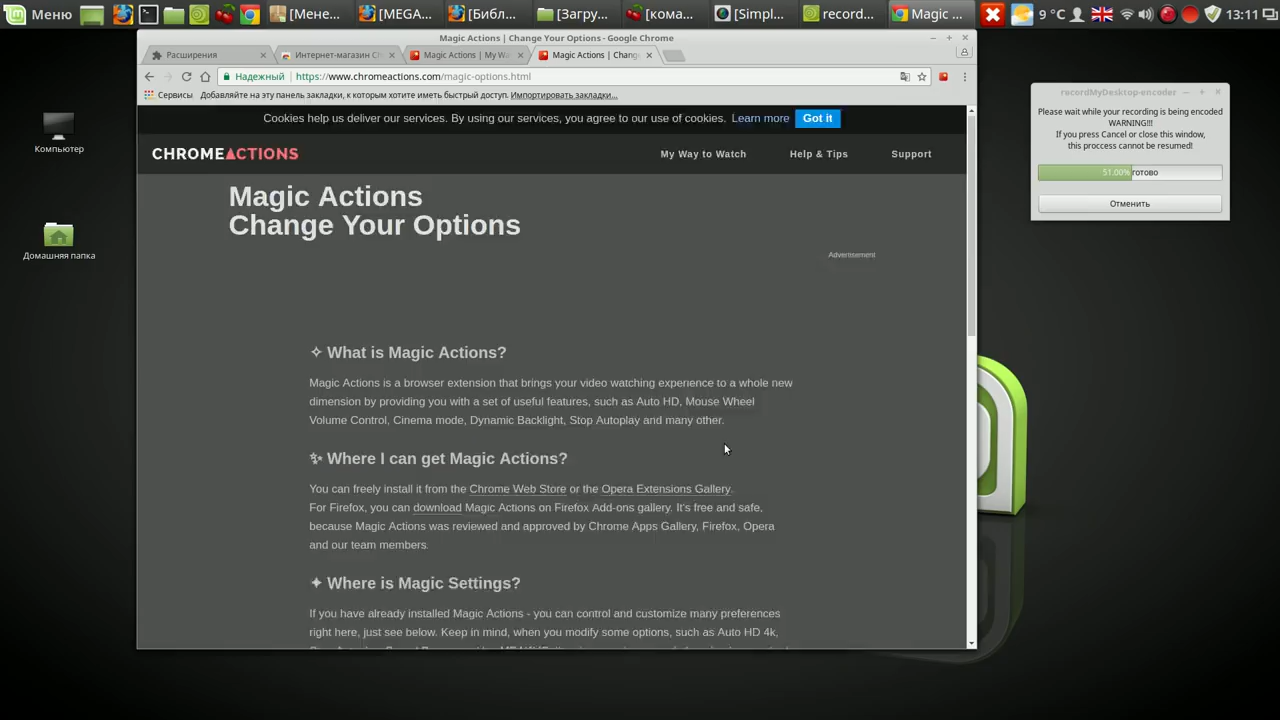 Меню
[Мене...
[MEGA...
[Библ...
[Загру...
[кома...
[Simpl...
record...
Magic ...
9 °C
13:11
Magic Actions | Change Your Options - Google Chrome
Расширения
Интернет-магазин Ch
Magic Actions | My Wa
Magic Actions | Chang
Надежный
https://www.chromeactions.com/magic-options.html
Сервисы
Добавляйте на эту панель закладки, к которым хотите иметь быстрый доступ. Импортировать закладки...
Cookies help us deliver our services. By using our services, you agree to our use of cookies. Learn more Got it
CHROMEACTIONS
My Way to Watch
Help & Tips
Support
Magic Actions
Change Your Options
Advertisement
✧ What is Magic Actions?
Magic Actions is a browser extension that brings your video watching experience to a whole new
dimension by providing you with a set of useful features, such as Auto HD, Mouse Wheel
Volume Control, Cinema mode, Dynamic Backlight, Stop Autoplay and many other.
✨ Where I can get Magic Actions?
You can freely install it from the Chrome Web Store or the Opera Extensions Gallery.
For Firefox, you can download Magic Actions on Firefox Add-ons gallery. It's free and safe,
because Magic Actions was reviewed and approved by Chrome Apps Gallery, Firefox, Opera
and our team members.
✦ Where is Magic Settings?
If you have already installed Magic Actions - you can control and customize many preferences
right here, just see below. Keep in mind, when you modify some options, such as Auto HD 4k,
Компьютер
Домашняя папка
recordMyDesktop-encoder
Please wait while your recording is being encoded
WARNING!!!
If you press Cancel or close this window,
this proccess cannot be resumed!
51.00% готово
Отменить